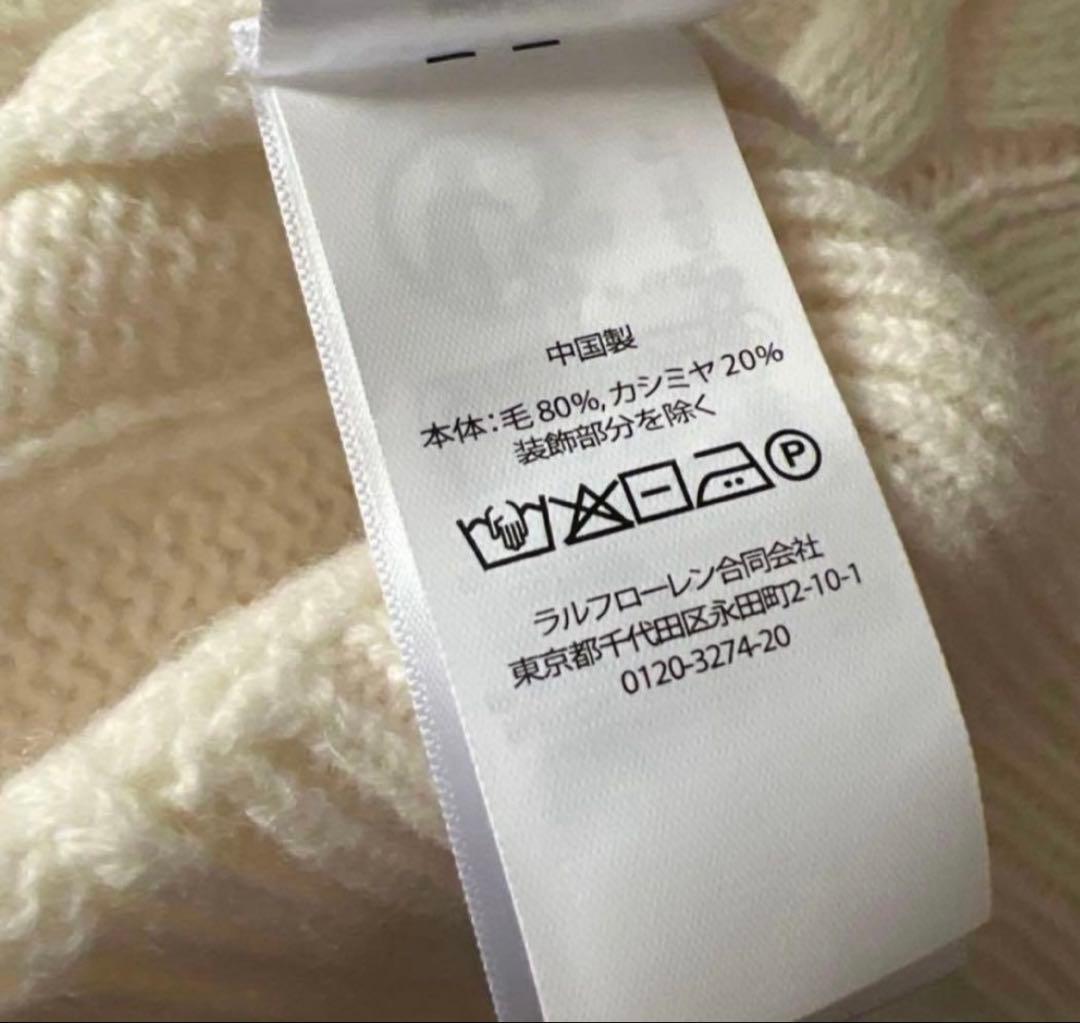 中国製
本体：毛 80%, カシミヤ 20%
装飾部分を除く
P
ラルフローレン合同会社
東京都千代田区永田町2-10-1
0120-3274-20